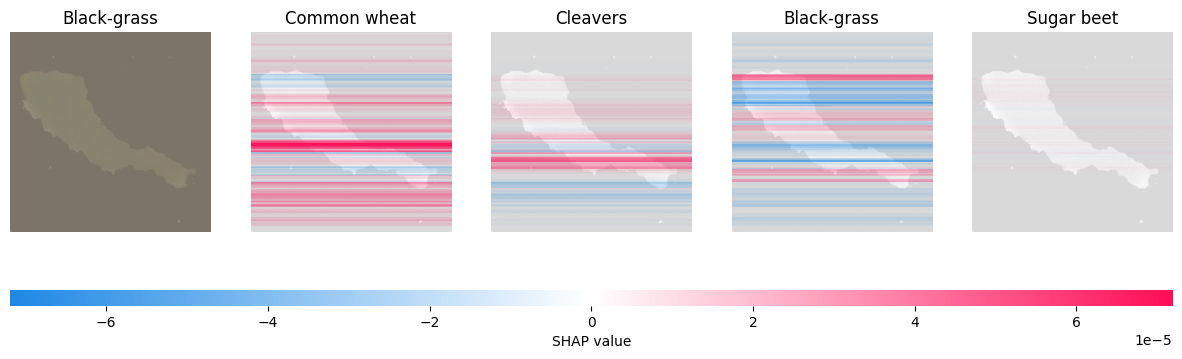 Black-grass Common wheat Cleavers Black-grass Sugar beet
−6 −4 −2 0 2 4 6
SHAP value 1e−5